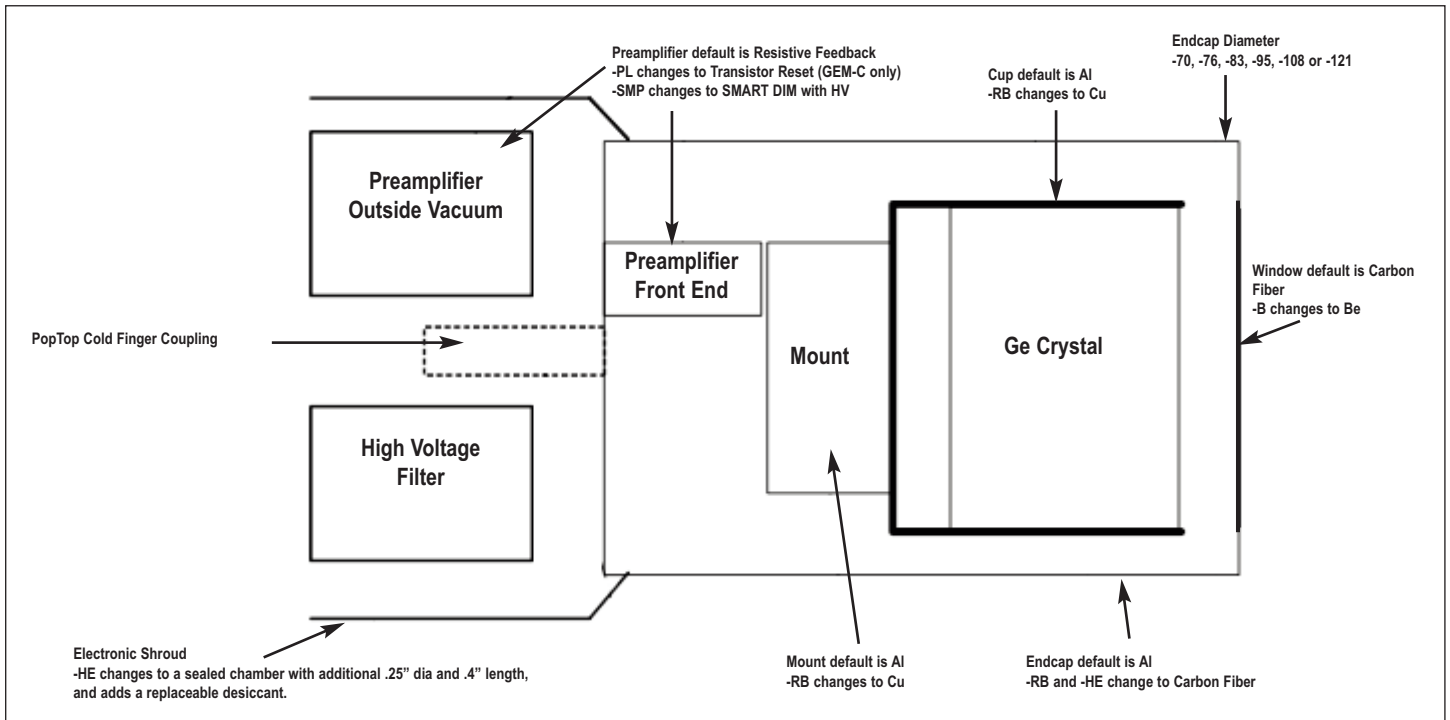 Preamplifier default is Resistive Feedback
-PL changes to Transistor Reset (GEM-C only)
-SMP changes to SMART DIM with HV
Endcap Diameter
-70, -76, -83, -95, -108 or -121
Cup default is Al
-RB changes to Cu
Preamplifier
Outside Vacuum
Preamplifier
Front End
Window default is Carbon
Fiber
-B changes to Be
PopTop Cold Finger Coupling
Mount
Ge Crystal
High Voltage
Filter
Electronic Shroud
-HE changes to a sealed chamber with additional .25” dia and .4” length,
and adds a replaceable desiccant.
Mount default is Al
-RB changes to Cu
Endcap default is Al
-RB and -HE change to Carbon Fiber